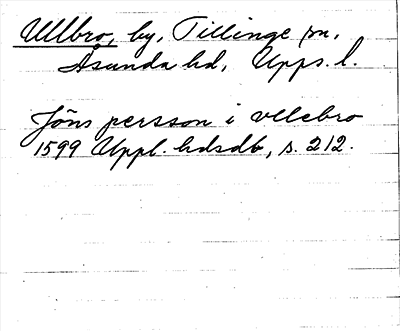 Ullbro, by, Tillinge sn,
Åsunda hd, Upps. l.
Jöns persson i vllebro
1599 Uppl. hdsdb, s. 212.